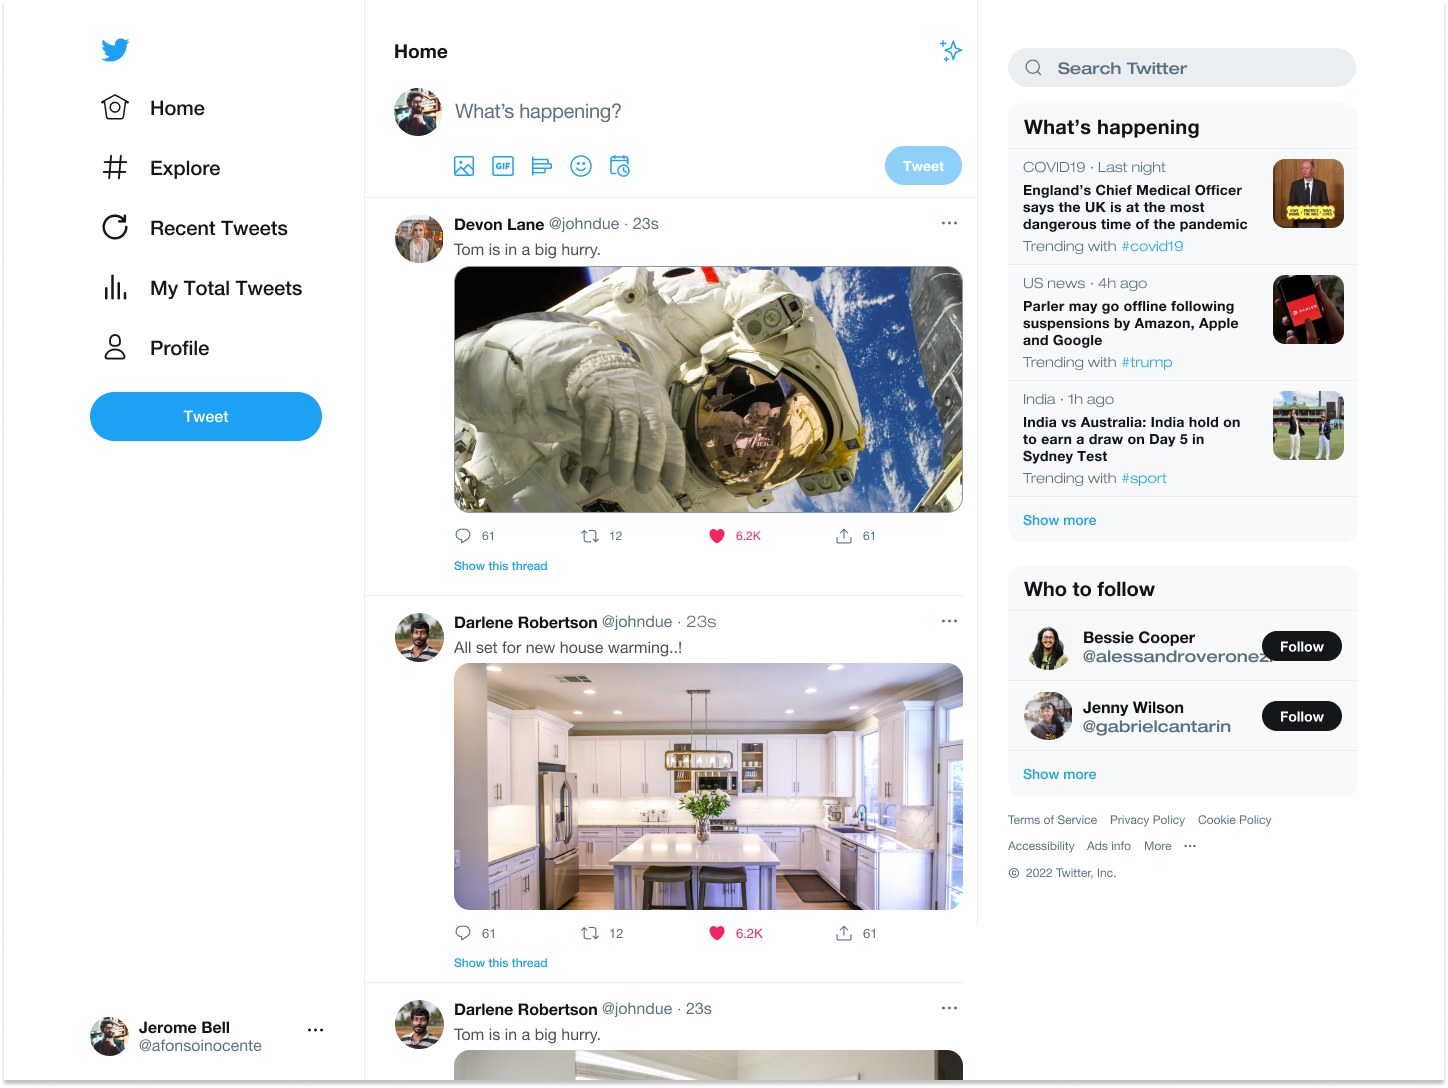 Home
Explore
Recent Tweets
My Total Tweets
Profile
Tweet
Jerome Bell
@afonsoinocente
Home
What's happening?
GIF
Tweet
Devon Lane @johndue · 23s
Tom is in a big hurry.
61 12 6.2K 61
Show this thread
Darlene Robertson @johndue · 23s
All set for new house warming..!
61 12 6.2K 61
Show this thread
Darlene Robertson @johndue · 23s
Tom is in a big hurry.
Search Twitter
What's happening
COVID19 · Last night
England's Chief Medical Officer
says the UK is at the most
dangerous time of the pandemic
Trending with #covid19
US news · 4h ago
Parler may go offline following
suspensions by Amazon, Apple
and Google
Trending with #trump
PARLER
India · 1h ago
India vs Australia: India hold on
to earn a draw on Day 5 in
Sydney Test
Trending with #sport
Show more
Who to follow
Bessie Cooper
@alessandroveronez
Follow
Jenny Wilson
@gabrielcantarin
Follow
Show more
Terms of Service Privacy Policy Cookie Policy
Accessibility Ads info More ···
© 2022 Twitter, Inc.